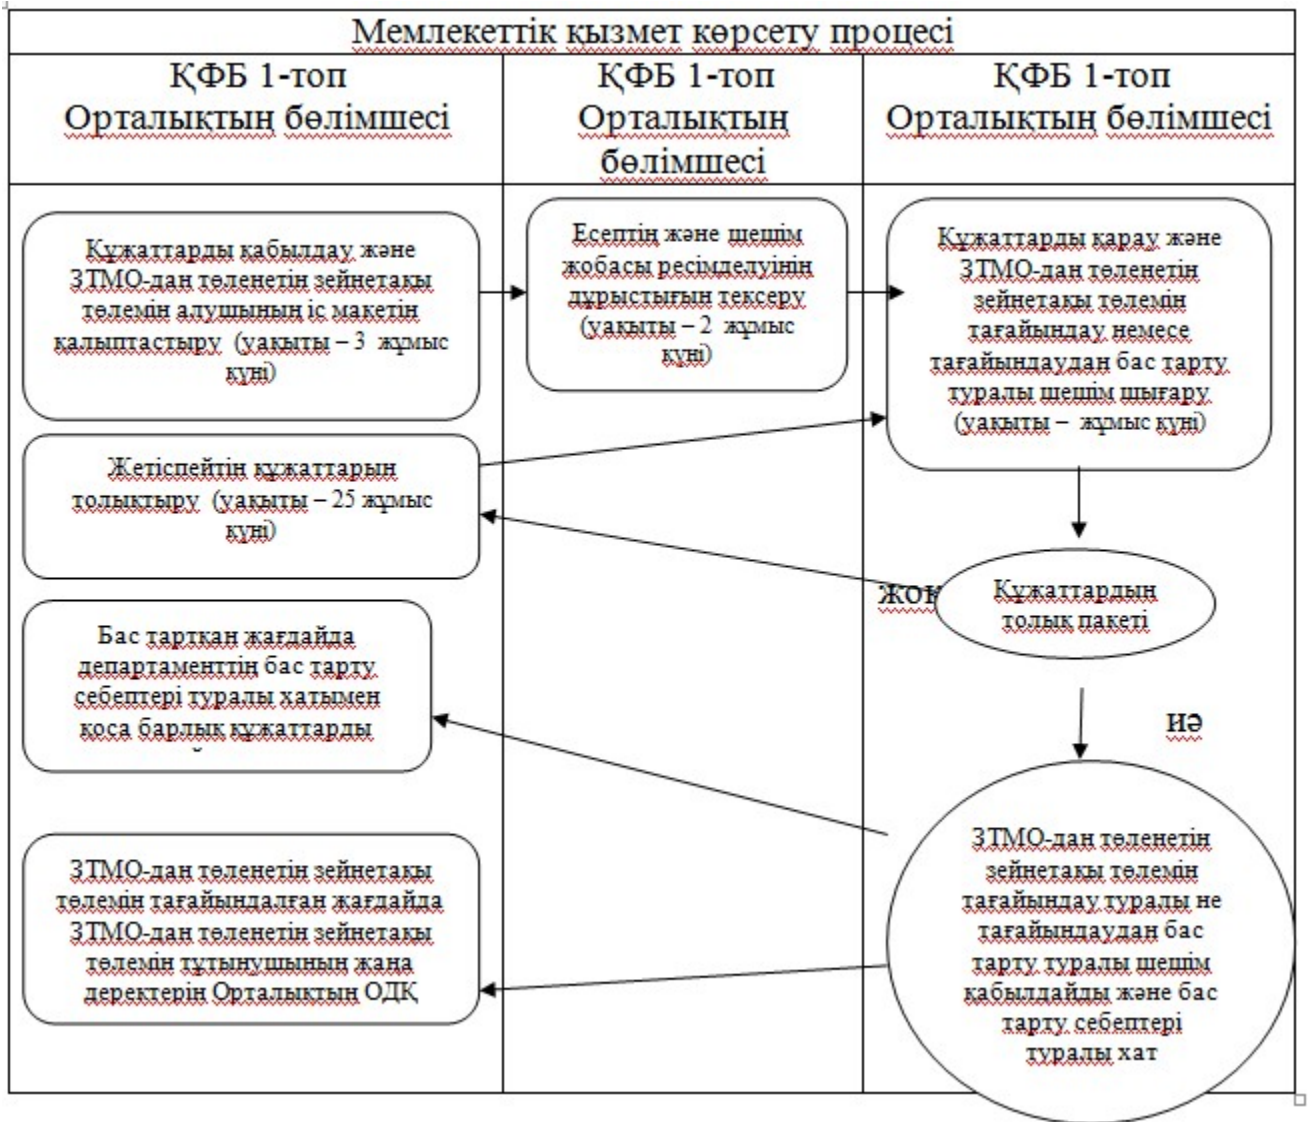 Мемлекеттік қызмет көрсету процесі
ҚФБ 1-топ
Орталықтың бөлімшесі
ҚФБ 1-топ
Орталықтың
бөлімшесі
ҚФБ 1-топ
Орталықтың бөлімшесі
Құжаттарды қабылдау және
ЗТМО-дан төленетін зейнетақы
төлемін алушының іс макетін
қалыптастыру (уақыты – 3 жұмыс
күні)
Есептің және шешім
жобасы ресімделуінің
дұрыстығын тексеру
(уақыты – 2 жұмыс
күні)
Құжаттарды қарау және
ЗТМО-дан төленетін
зейнетақы төлемін
тағайындау немесе
тағайындаудан бас тарту
туралы шешім шығару
(уақыты – жұмыс күні)
Жетіспейтін құжаттарын
толықтыру (уақыты – 25 жұмыс
күні)
жоқ
Құжаттардың
толық пакеті
Бас тартқан жағдайда
департаменттің бас тарту
себептері туралы хатымен
қоса барлық құжаттарды
иә
ЗТМО-дан төленетін зейнетақы
төлемін тағайындалған жағдайда
ЗТМО-дан төленетін зейнетақы
төлемін тұтынушының жаңа
деректерін Орталықтың ОДҚ
ЗТМО-дан төленетін
зейнетақы төлемін
тағайындау туралы не
тағайындаудан бас
тарту туралы шешім
қабылдайды және бас
тарту себептері
туралы хат